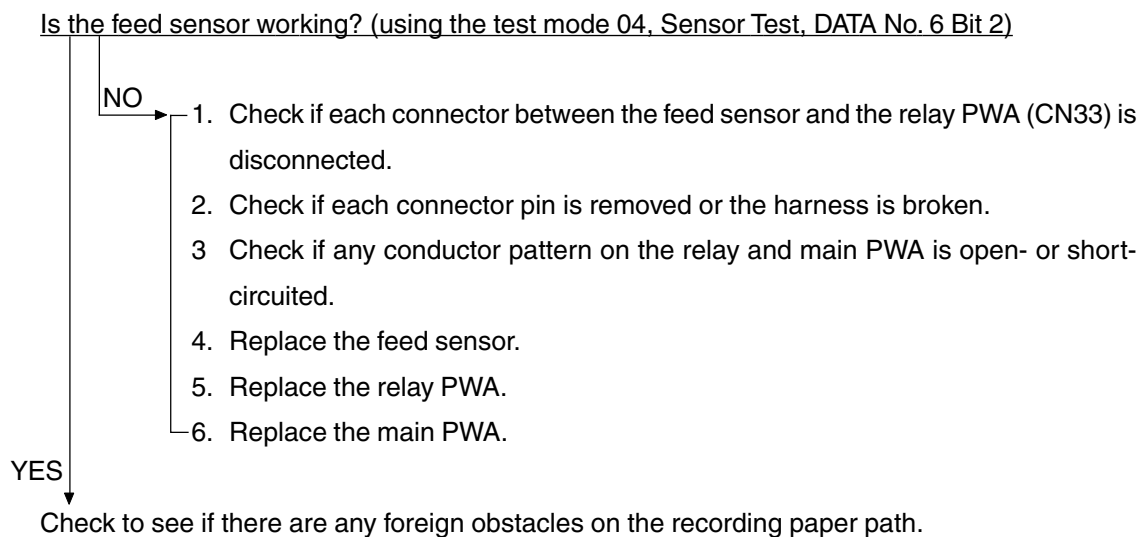 Is the feed sensor working? (using the test mode 04, Sensor Test, DATA No. 6 Bit 2)
NO
1. Check if each connector between the feed sensor and the relay PWA (CN33) is
disconnected.
2. Check if each connector pin is removed or the harness is broken.
3 Check if any conductor pattern on the relay and main PWA is open- or short-
circuited.
4. Replace the feed sensor.
5. Replace the relay PWA.
6. Replace the main PWA.
YES
Check to see if there are any foreign obstacles on the recording paper path.